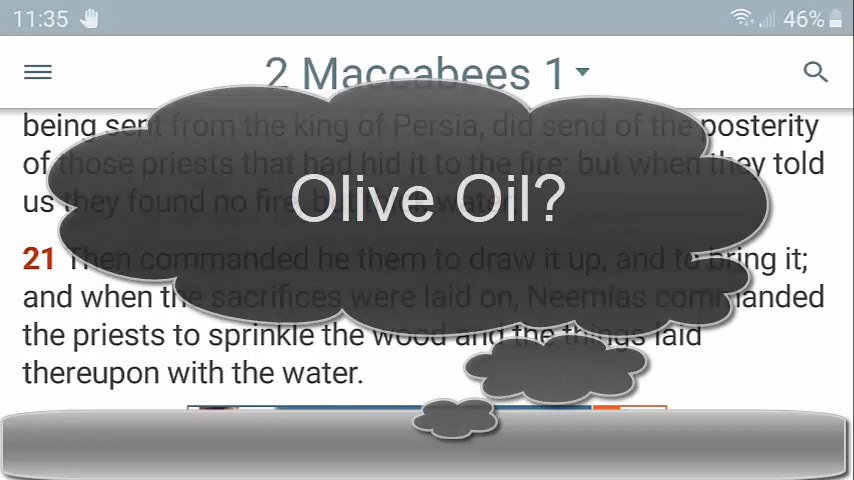 11:35 46%
2 Maccabees 1
being sent from the king of Persia, did send of the posterity
of those priests that had hid it to the fire: but when they told
us they found no fire, but thick water.
Olive Oil?
21 Then commanded he them to draw it up, and to bring it;
and when the sacrifices were laid on, Neemias commanded
the priests to sprinkle the wood and the things laid
thereupon with the water.